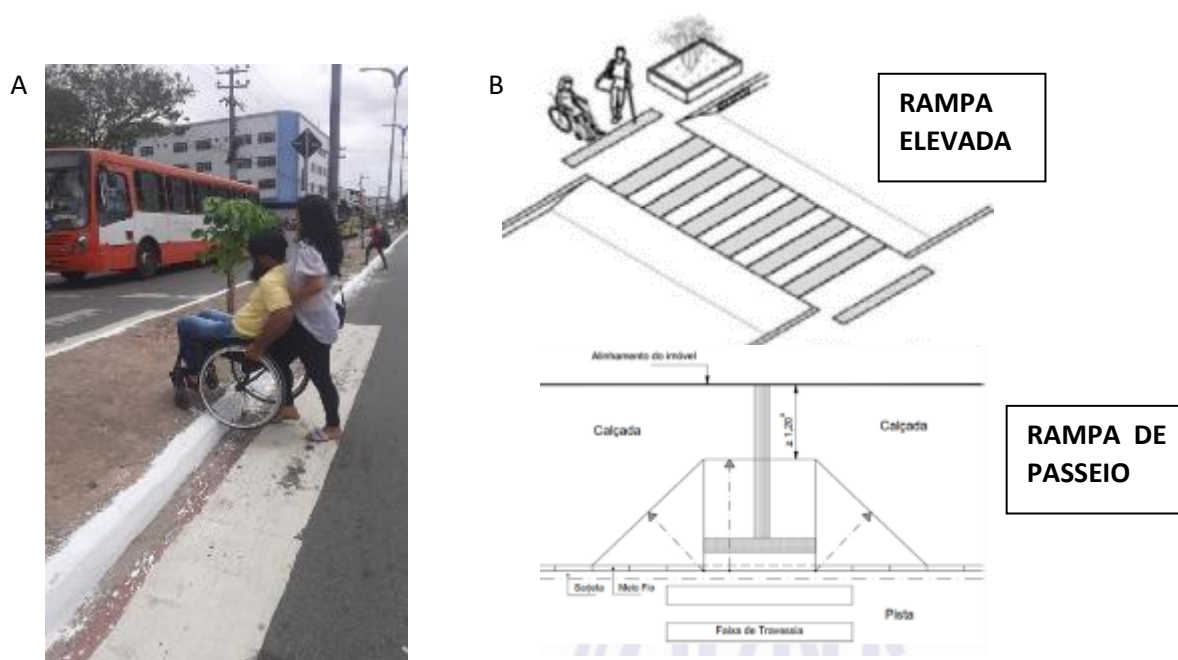 A
B
RAMPA
ELEVADA
Alinhamento do imóvel
Calçada
Calçada
RAMPA DE
PASSEIO
Sarjeta
Meio Fio
Pista
Faixa de Travessia